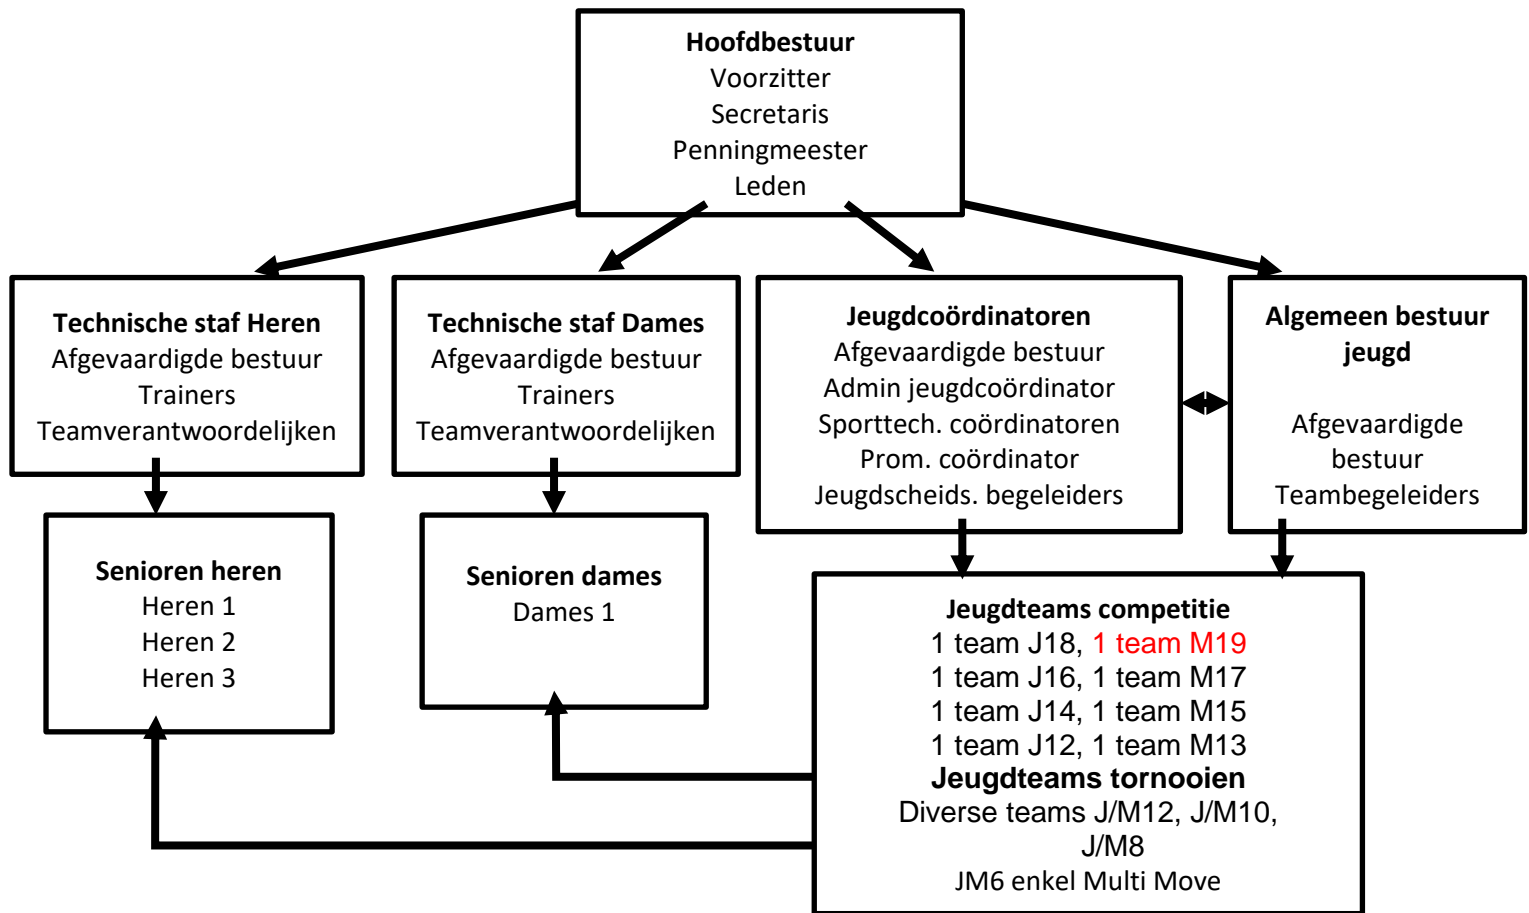 Hoofdbestuur
Voorzitter
Secretaris
Penningmeester
Leden
Technische staf Heren
Afgevaardigde bestuur
Trainers
Teamverantwoordelijken
Technische staf Dames
Afgevaardigde bestuur
Trainers
Teamverantwoordelijken
Jeugdcoördinatoren
Afgevaardigde bestuur
Admin jeugdcoördinator
Sporttech. coördinatoren
Prom. coördinator
Jeugdscheids. begeleiders
Algemeen bestuur
jeugd
Afgevaardigde
bestuur
Teambegeleiders
Senioren heren
Heren 1
Heren 2
Heren 3
Senioren dames
Dames 1
Jeugdteams competitie
1 team J18, 1 team M19
1 team J16, 1 team M17
1 team J14, 1 team M15
1 team J12, 1 team M13
Jeugdteams tornooien
Diverse teams J/M12, J/M10,
J/M8
JM6 enkel Multi Move